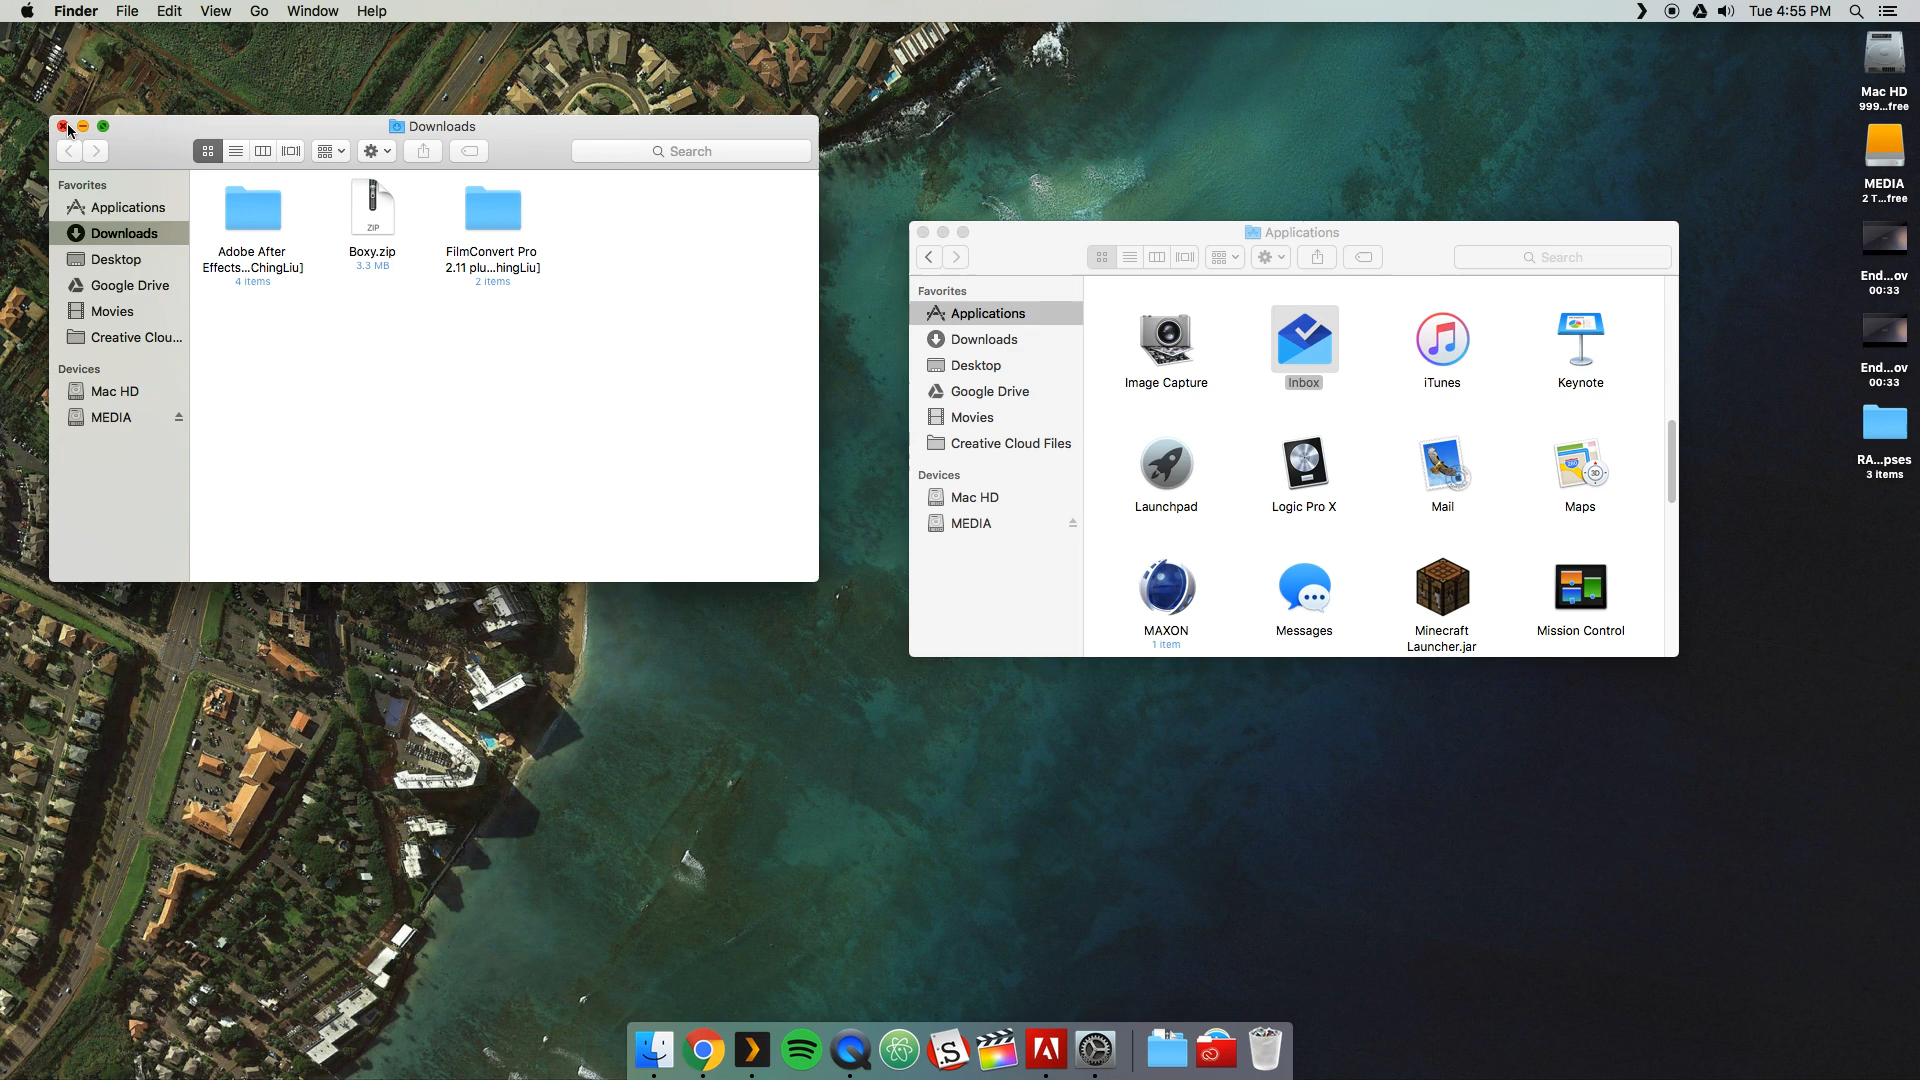 Finder File Edit View Go Window Help
Tue 4:55 PM
Mac HD
999...free
MEDIA
2 T...free
End...ov
00:33
End...ov
00:33
RA...pses
3 items
Downloads
Search
Favorites
Applications
Downloads
Desktop
Google Drive
Movies
Creative Clou...
Devices
Mac HD
MEDIA
Adobe After
Effects...ChingLiu]
4 items
ZIP
Boxy.zip
3.3 MB
FilmConvert Pro
2.11 plu...hingLiu]
2 items
Applications
Search
Favorites
Applications
Downloads
Desktop
Google Drive
Movies
Creative Cloud Files
Devices
Mac HD
MEDIA
Image Capture
Inbox
iTunes
Keynote
Launchpad
Logic Pro X
Mail
280
3D
Maps
MAXON
1 item
Messages
Minecraft
Launcher.jar
Mission Control